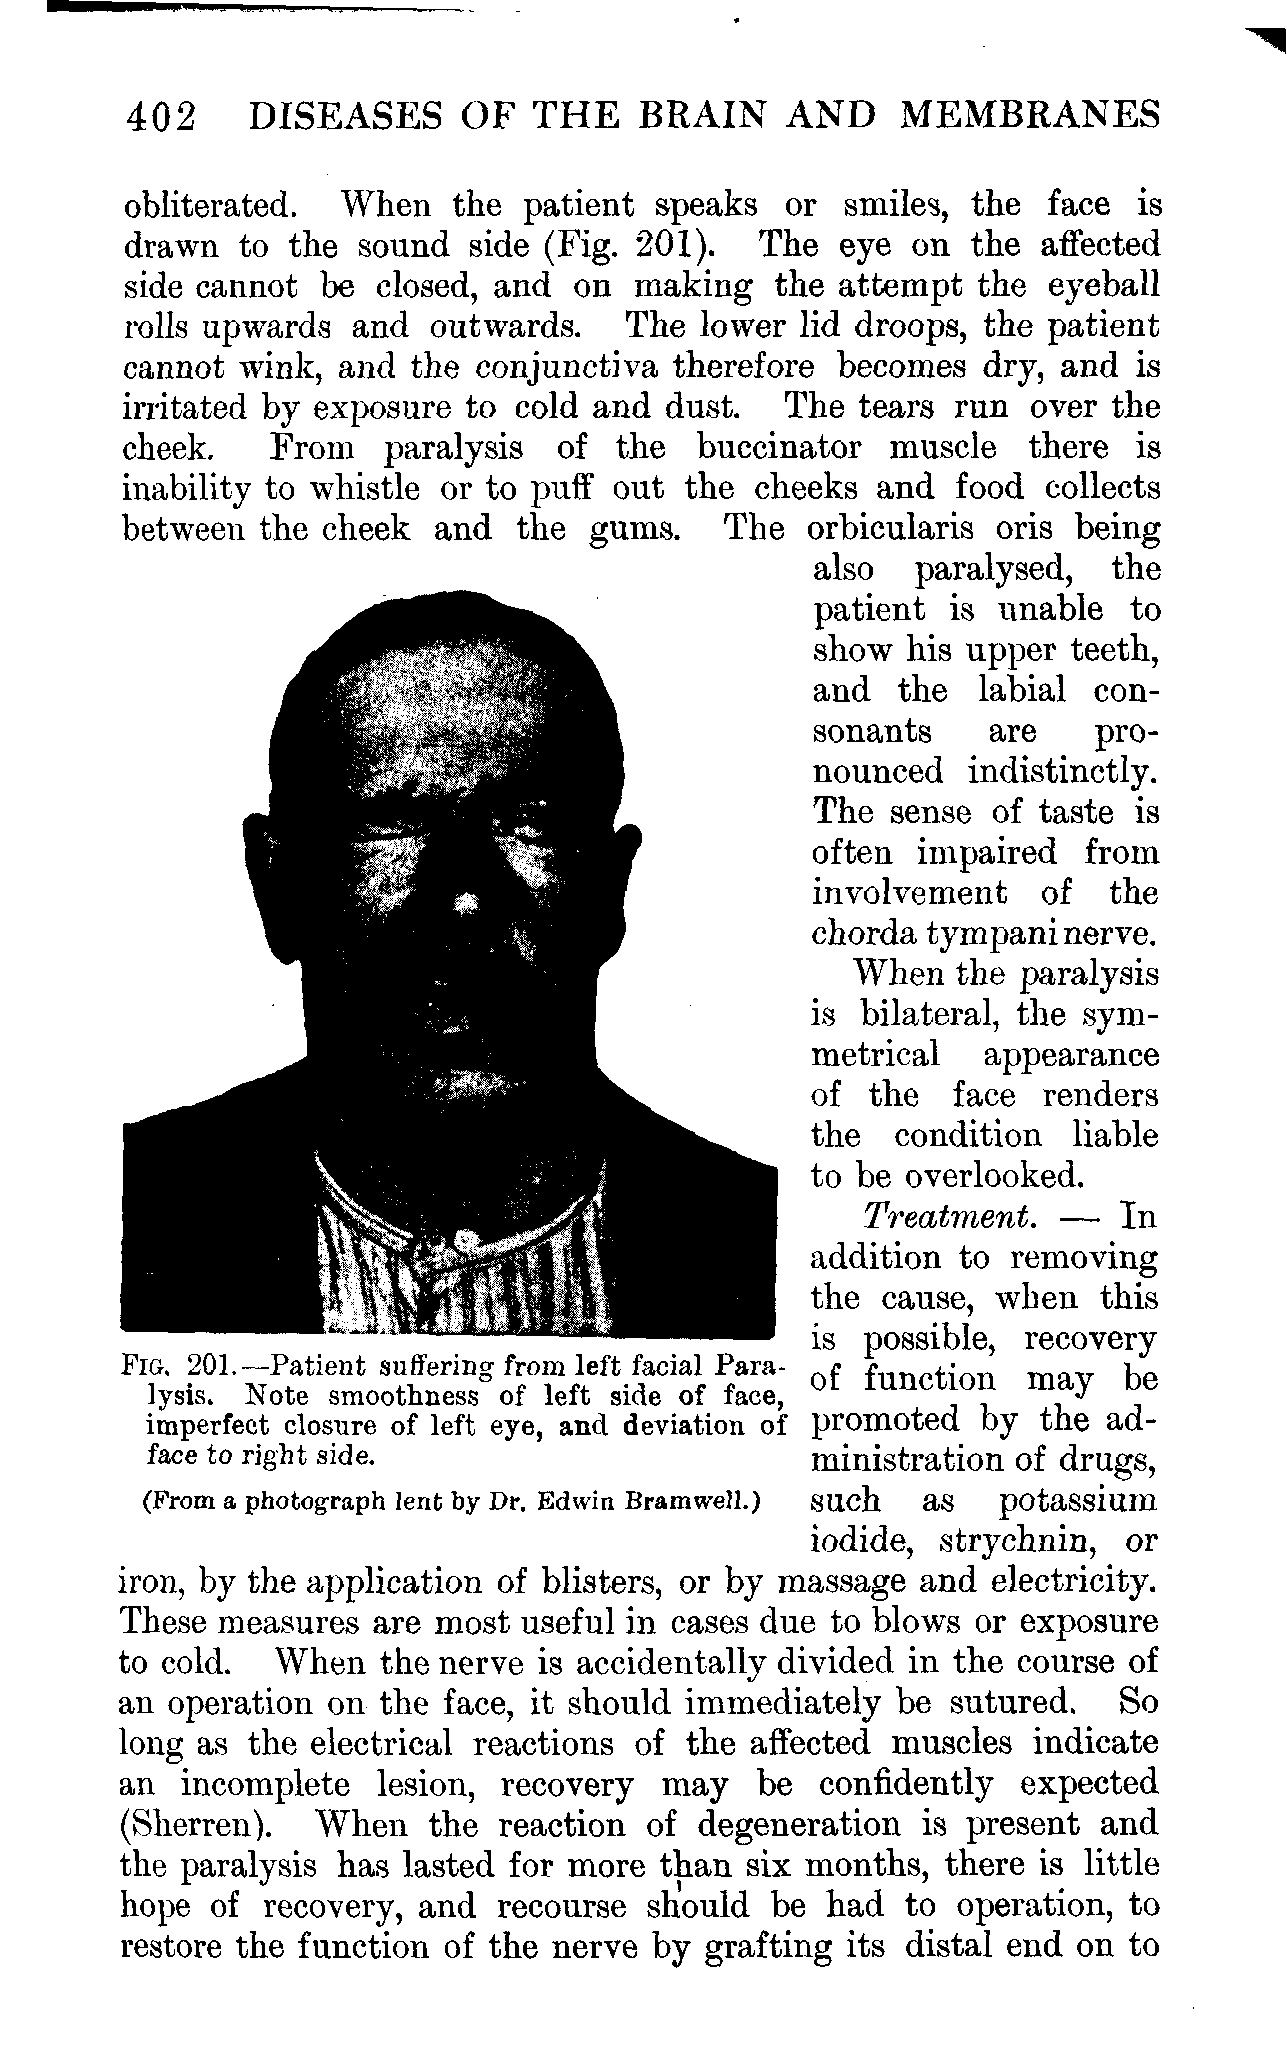 402 DISEASES OF THE BRAIN AND MEMBRANES
obliterated. When the patient speaks or smiles, the face is
drawn to the sound side (Fig. 201). The eye on the affected
side cannot be closed, and on making the attempt the eyeball
rolls upwards and outwards. The lower lid droops, the patient
cannot wink, and the conjunctiva therefore becomes dry, and is
irritated by exposure to cold and dust. The tears run over the
cheek. From paralysis of the buccinator muscle there is
inability to whistle or to puff out the cheeks and food collects
between the cheek and the gums. The orbicularis oris being
also paralysed, the
patient is unable to
show his upper teeth,
and the labial con-
sonants are pro-
nounced indistinctly.
The sense of taste is
often impaired from
involvement of the
chorda tympani nerve.
When the paralysis
is bilateral, the sym-
metrical appearance
of the face renders
the condition liable
to be overlooked.
Treatment. — In
addition to removing
the cause, when this
is possible, recovery
of function may be
promoted by the ad-
ministration of drugs,
such as potassium
iodide, strychnin, or
FIG. 201.—Patient suffering from left facial Para-
lysis. Note smoothness of left side of face,
imperfect closure of left eye, and deviation of
face to right side.
(From a photograph lent by Dr. Edwin Bramwell.)
iron, by the application of blisters, or by massage and electricity.
These measures are most useful in cases due to blows or exposure
to cold. When the nerve is accidentally divided in the course of
an operation on the face, it should immediately be sutured. So
long as the electrical reactions of the affected muscles indicate
an incomplete lesion, recovery may be confidently expected
(Sherren). When the reaction of degeneration is present and
the paralysis has lasted for more than six months, there is little
hope of recovery, and recourse should be had to operation, to
restore the function of the nerve by grafting its distal end on to